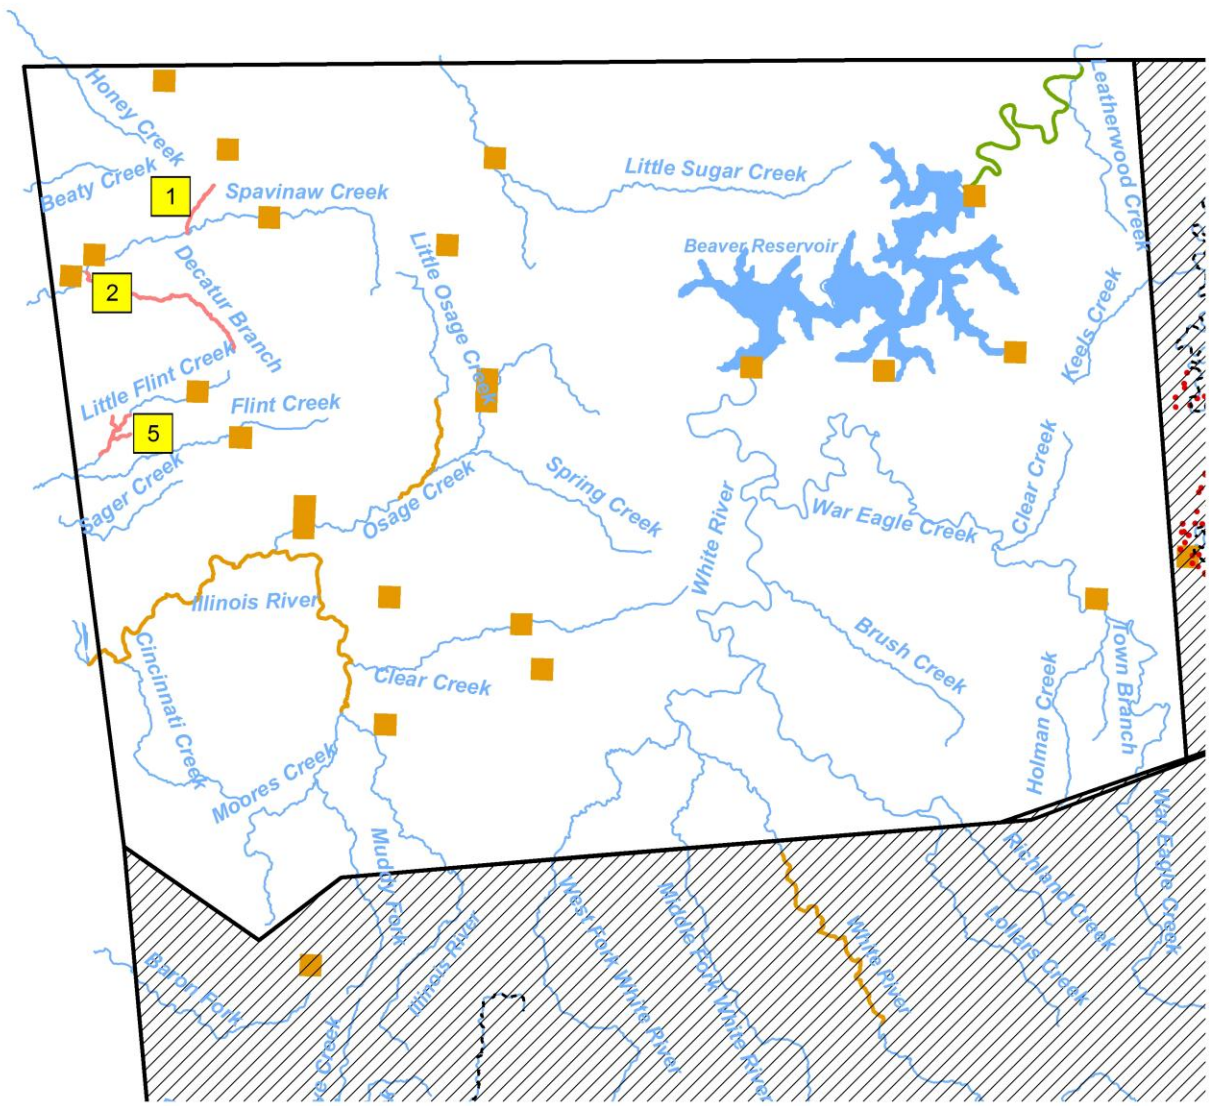 Honey Creek
Leatherwood Creek
Beaty Creek
1
Spavinaw Creek
Little Sugar Creek
Beaver Reservoir
Little Osage Creek
Decatur Branch
2
Keels Creek
Little Flint Creek
Flint Creek
5
Sager Creek
Osage Creek
Spring Creek
White River
War Eagle Creek
Clear Creek
Illinois River
Cincinnati Creek
Clear Creek
Brush Creek
Holman Creek
Town Branch
Moores Creek
Muddy Fork
Illinois River
Baron Fork
ve Creek
West Fork White River
Middle Fork White River
White River
Richland Creek
Lollars Creek
War Eagle Creek